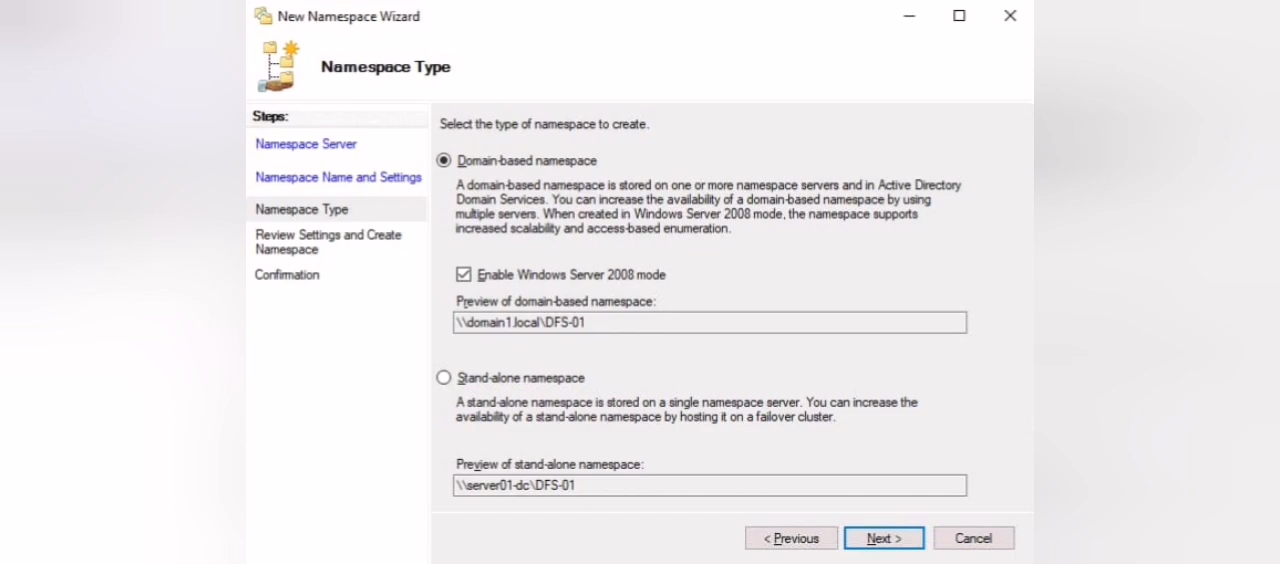 New Namespace Wizard
Namespace Type
Steps:
Namespace Server
Namespace Name and Settings
Namespace Type
Review Settings and Create
Namespace
Confirmation
Select the type of namespace to create.
Domain-based namespace
A domain-based namespace is stored on one or more namespace servers and in Active Directory
Domain Services. You can increase the availability of a domain-based namespace by using
multiple servers. When created in Windows Server 2008 mode, the namespace supports
increased scalability and access-based enumeration.
Enable Windows Server 2008 mode
Preview of domain-based namespace:
\\domain1.local\DFS-01
Stand-alone namespace
A stand-alone namespace is stored on a single namespace server. You can increase the
availability of a stand-alone namespace by hosting it on a failover cluster.
Preview of stand-alone namespace:
\\server01-dc\DFS-01
< Previous
Next >
Cancel